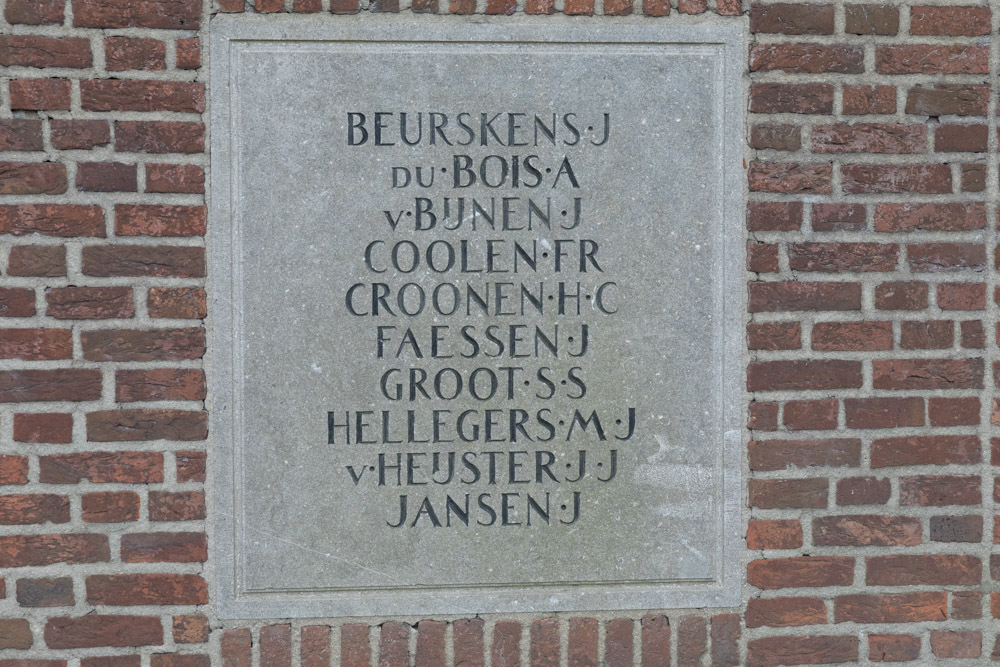 BEURSKENS·J
DU·BOIS·A
V·BIJNEN·J
COOLEN·FR
CROONEN·H·C
FAESSEN·J
GROOT·S·S
HELLEGERS·M·J
V·HEIJSTER·J·J
JANSEN·J